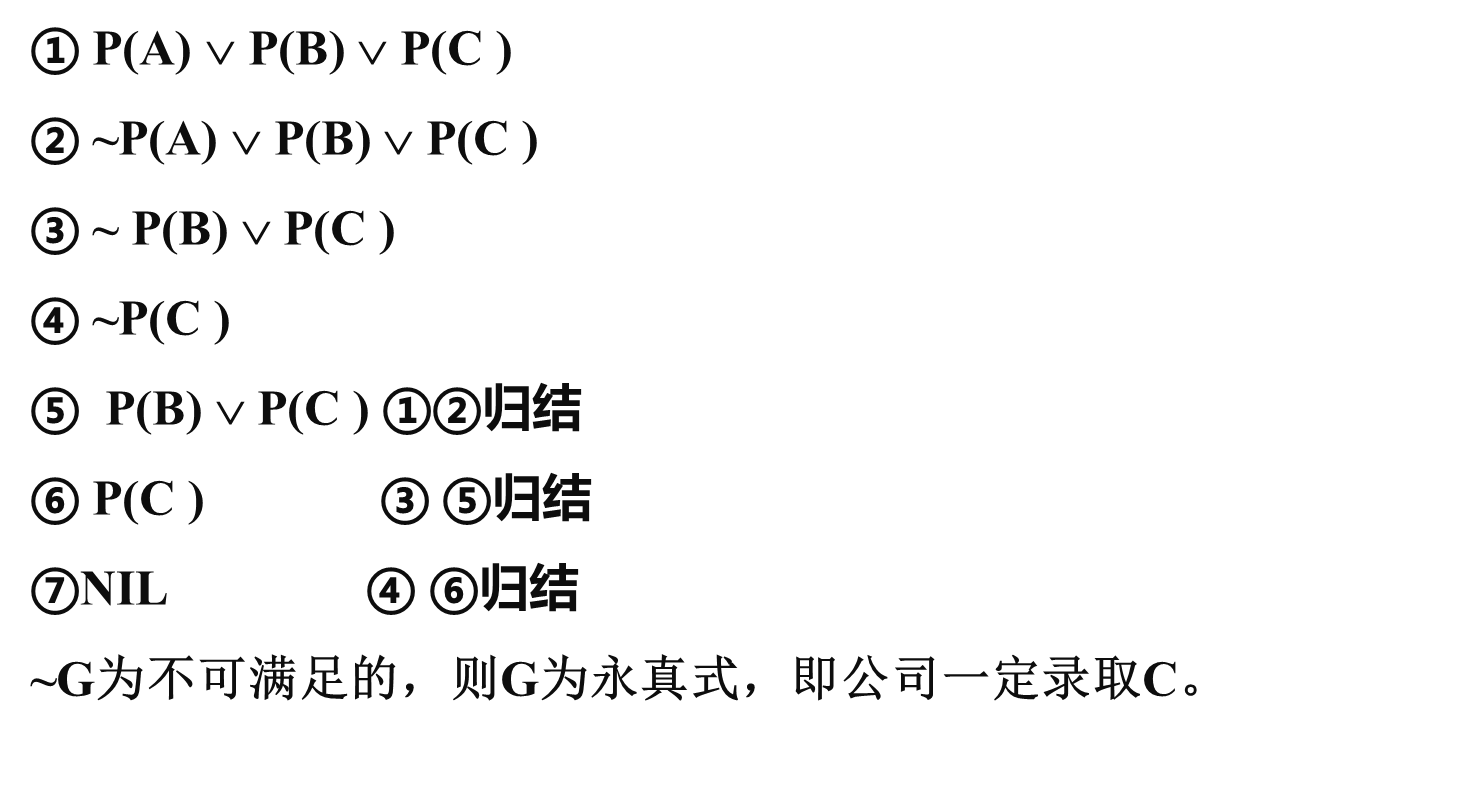 ① P(A) ∨ P(B) ∨ P(C )
② ~P(A) ∨ P(B) ∨ P(C )
③ ~ P(B) ∨ P(C )
④ ~P(C )
⑤ P(B) ∨ P(C ) ①②归结
⑥ P(C ) ③ ⑤归结
⑦NIL ④ ⑥归结
~G为不可满足的，则G为永真式，即公司一定录取C。